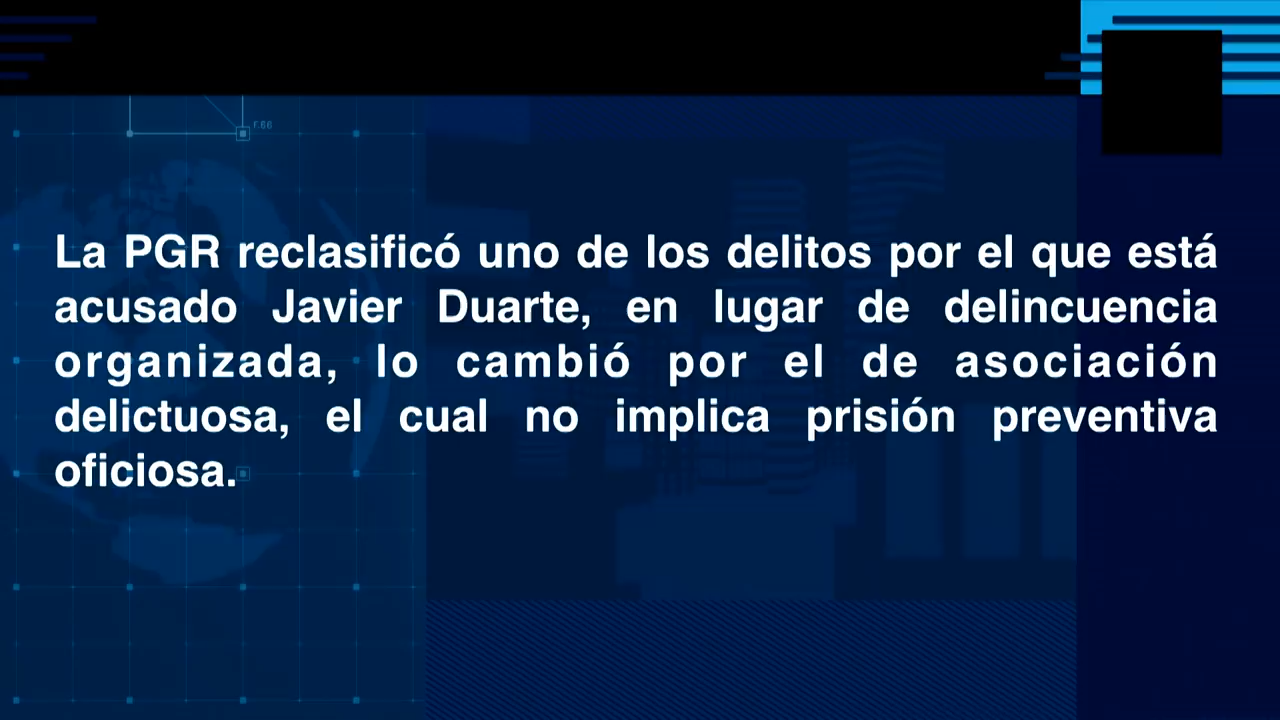 r.66
La PGR reclasificó uno de los delitos por el que está
acusado Javier Duarte, en lugar de delincuencia
organizada, lo cambió por el de asociación
delictuosa, el cual no implica prisión preventiva
oficiosa.